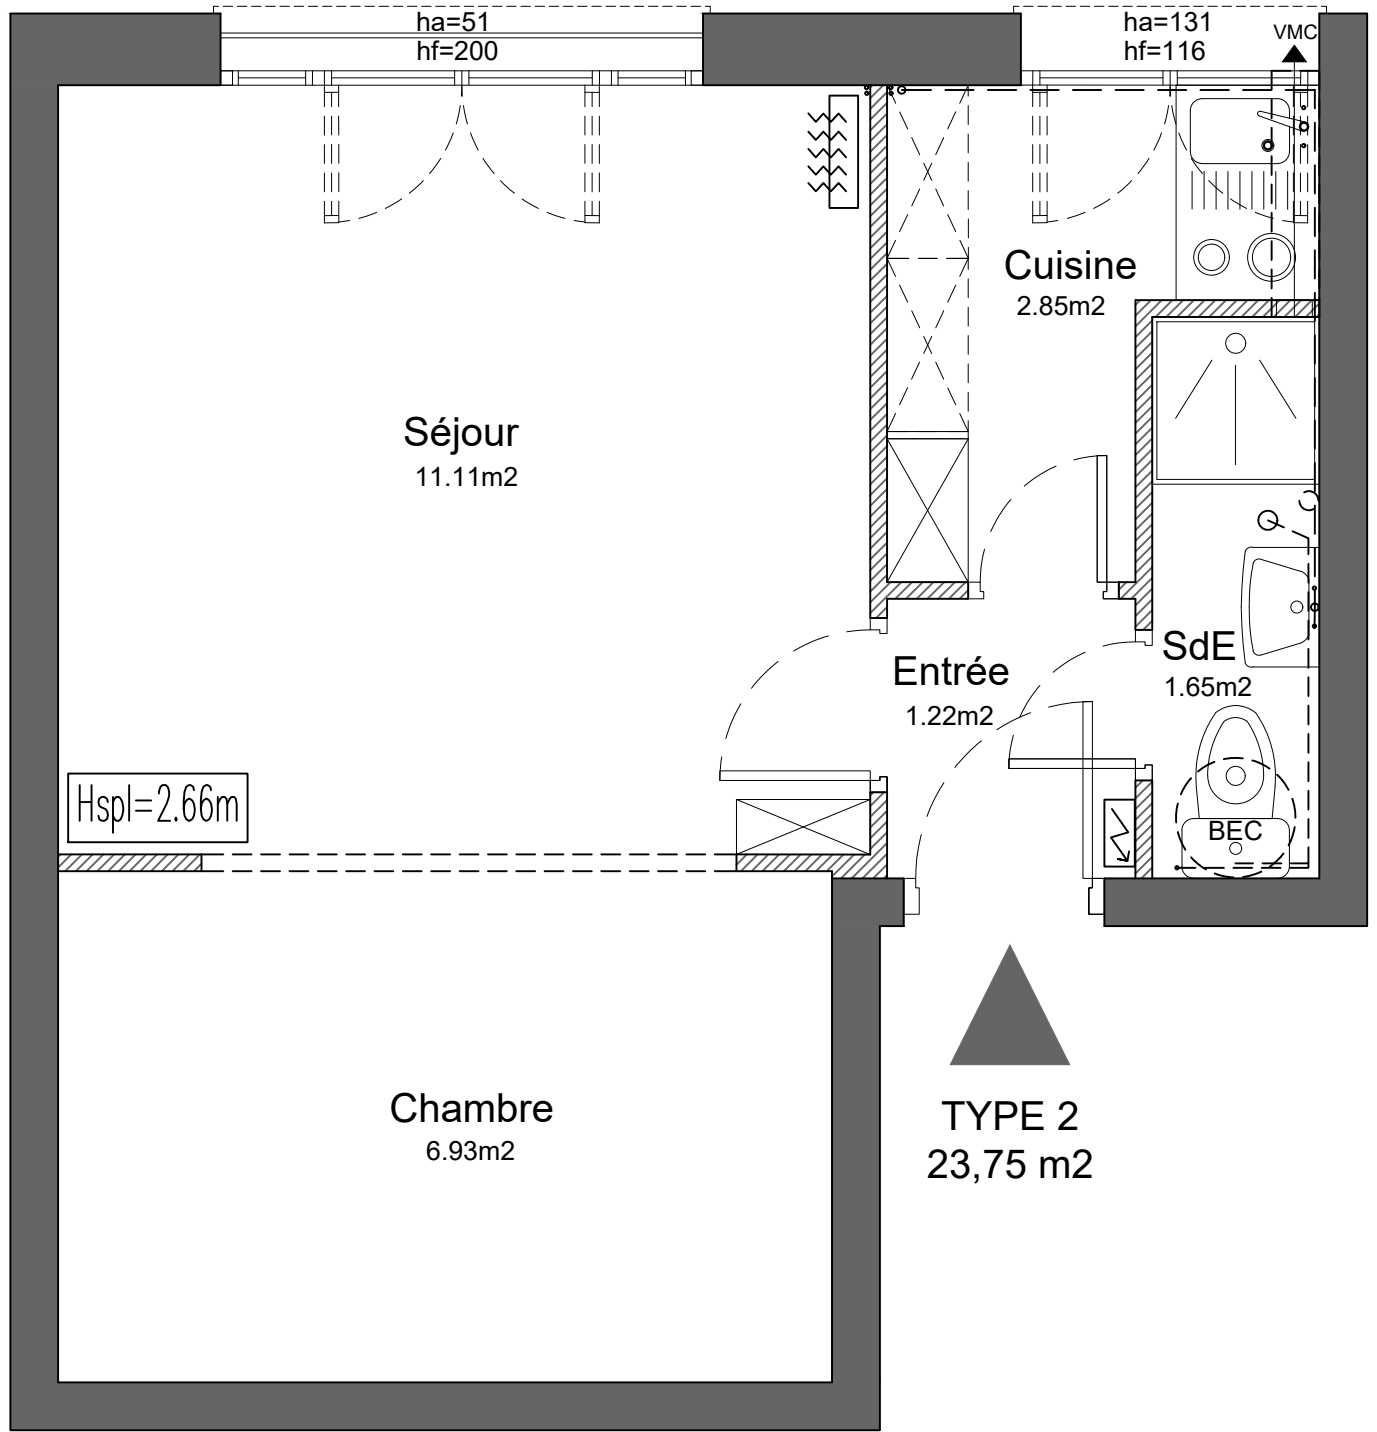 ha=51
hf=200
ha=131
hf=116
VMC
Cuisine
2.85m2
Séjour
11.11m2
Entrée
1.22m2
SdE
1.65m2
Hspl=2.66m
BEC
Chambre
6.93m2
TYPE 2
23,75 m2